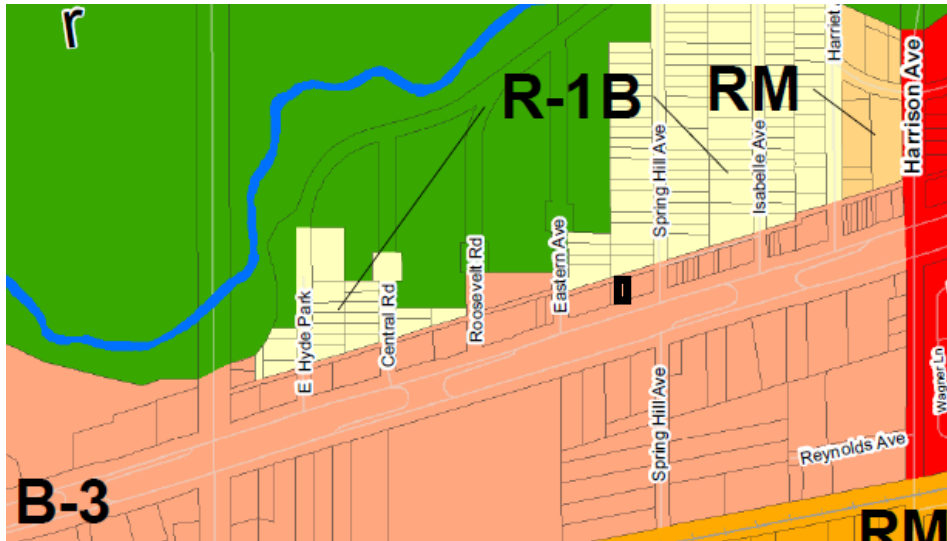 r
R-1B
RM
Harriet
Harrison Ave
Spring Hill Ave
Isabelle Ave
E Hyde Park
Central Rd
Roosevelt Rd
Eastern Ave
Spring Hill Ave
Wagner Ln
Reynolds Ave
B-3
RM